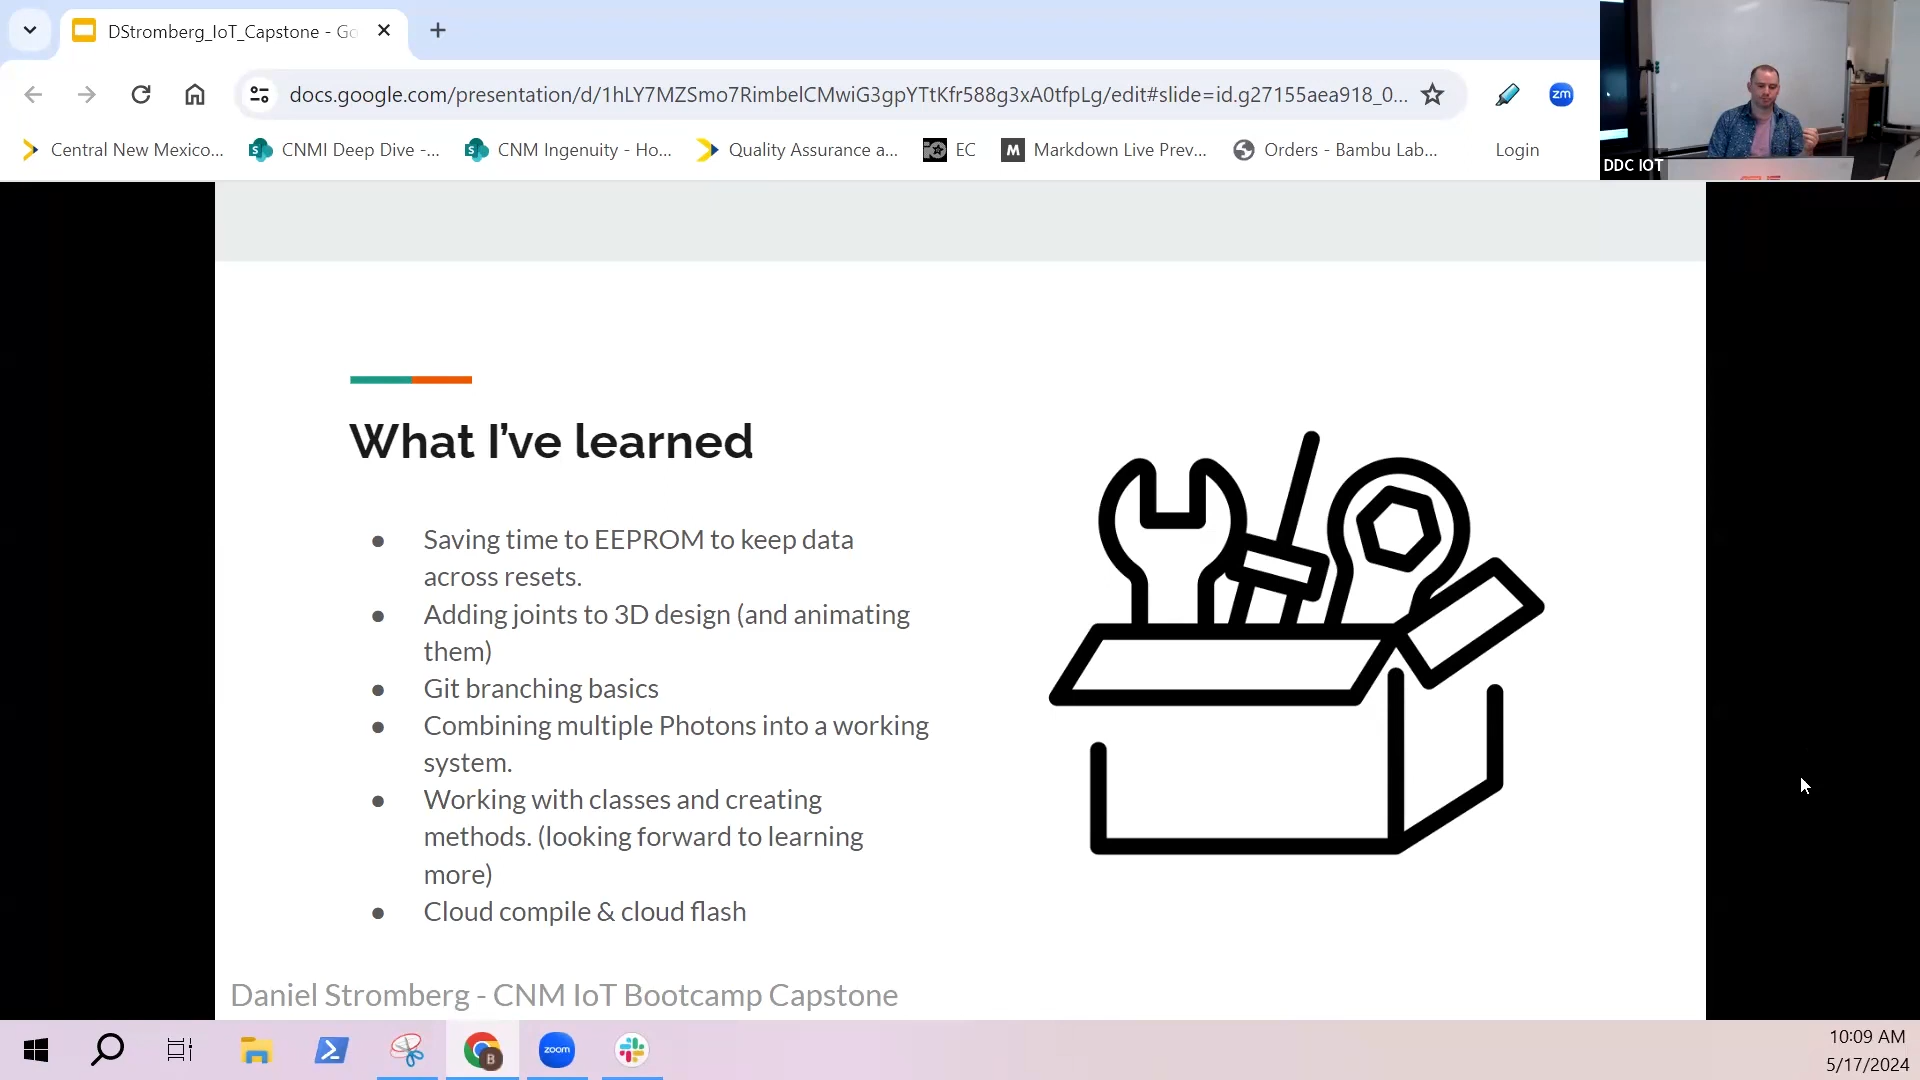 DStromberg_IoT_Capstone - Go
docs.google.com/presentation/d/1hLY7MZSmo7RimbelCMwiG3gpYTtKfr588g3xA0tfpLg/edit#slide=id.g27155aea918_0...
zm
Central New Mexico...
CNMI Deep Dive -...
CNM Ingenuity - Ho...
Quality Assurance a...
EC
M
Markdown Live Prev...
Orders - Bambu Lab...
Login
DDC IOT
What I’ve learned
● Saving time to EEPROM to keep data
across resets.
● Adding joints to 3D design (and animating
them)
● Git branching basics
● Combining multiple Photons into a working
system.
● Working with classes and creating
methods. (looking forward to learning
more)
● Cloud compile & cloud flash
Daniel Stromberg - CNM IoT Bootcamp Capstone
B
zoom
10:09 AM
5/17/2024